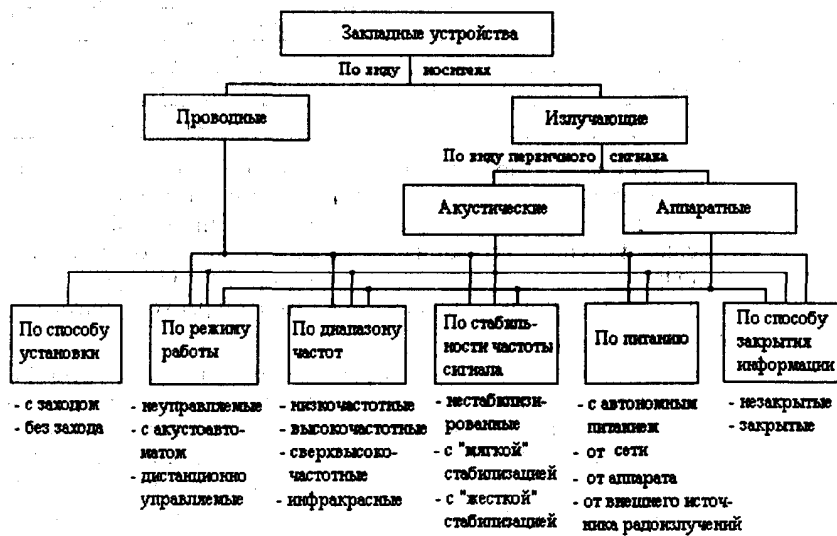 Закладные устройства
По виду носителя
Проводные
Излучающие
По виду первичного сигнала
Акустические
Аппаратные
По способу
установки
- с заходом
- без захода
По режиму
работы
- неуправляемые
- с акустоавто-
матом
- дистанционно
управляемые
По диапазону
частот
- низкочастотные
- высокочастотные
- сверхвысоко-
частотные
- инфракрасные
По стабиль-
ности частоты
сигнала
- нестабилизи-
рованные
- с "мягкой"
стабилизацией
- с "жесткой"
стабилизацией
По питанию
- с автономным
питанием
- от сети
- от аппарата
- от внешнего источ-
ника радоизлучений
По способу
закрытия
информации
- незакрытые
- закрытые